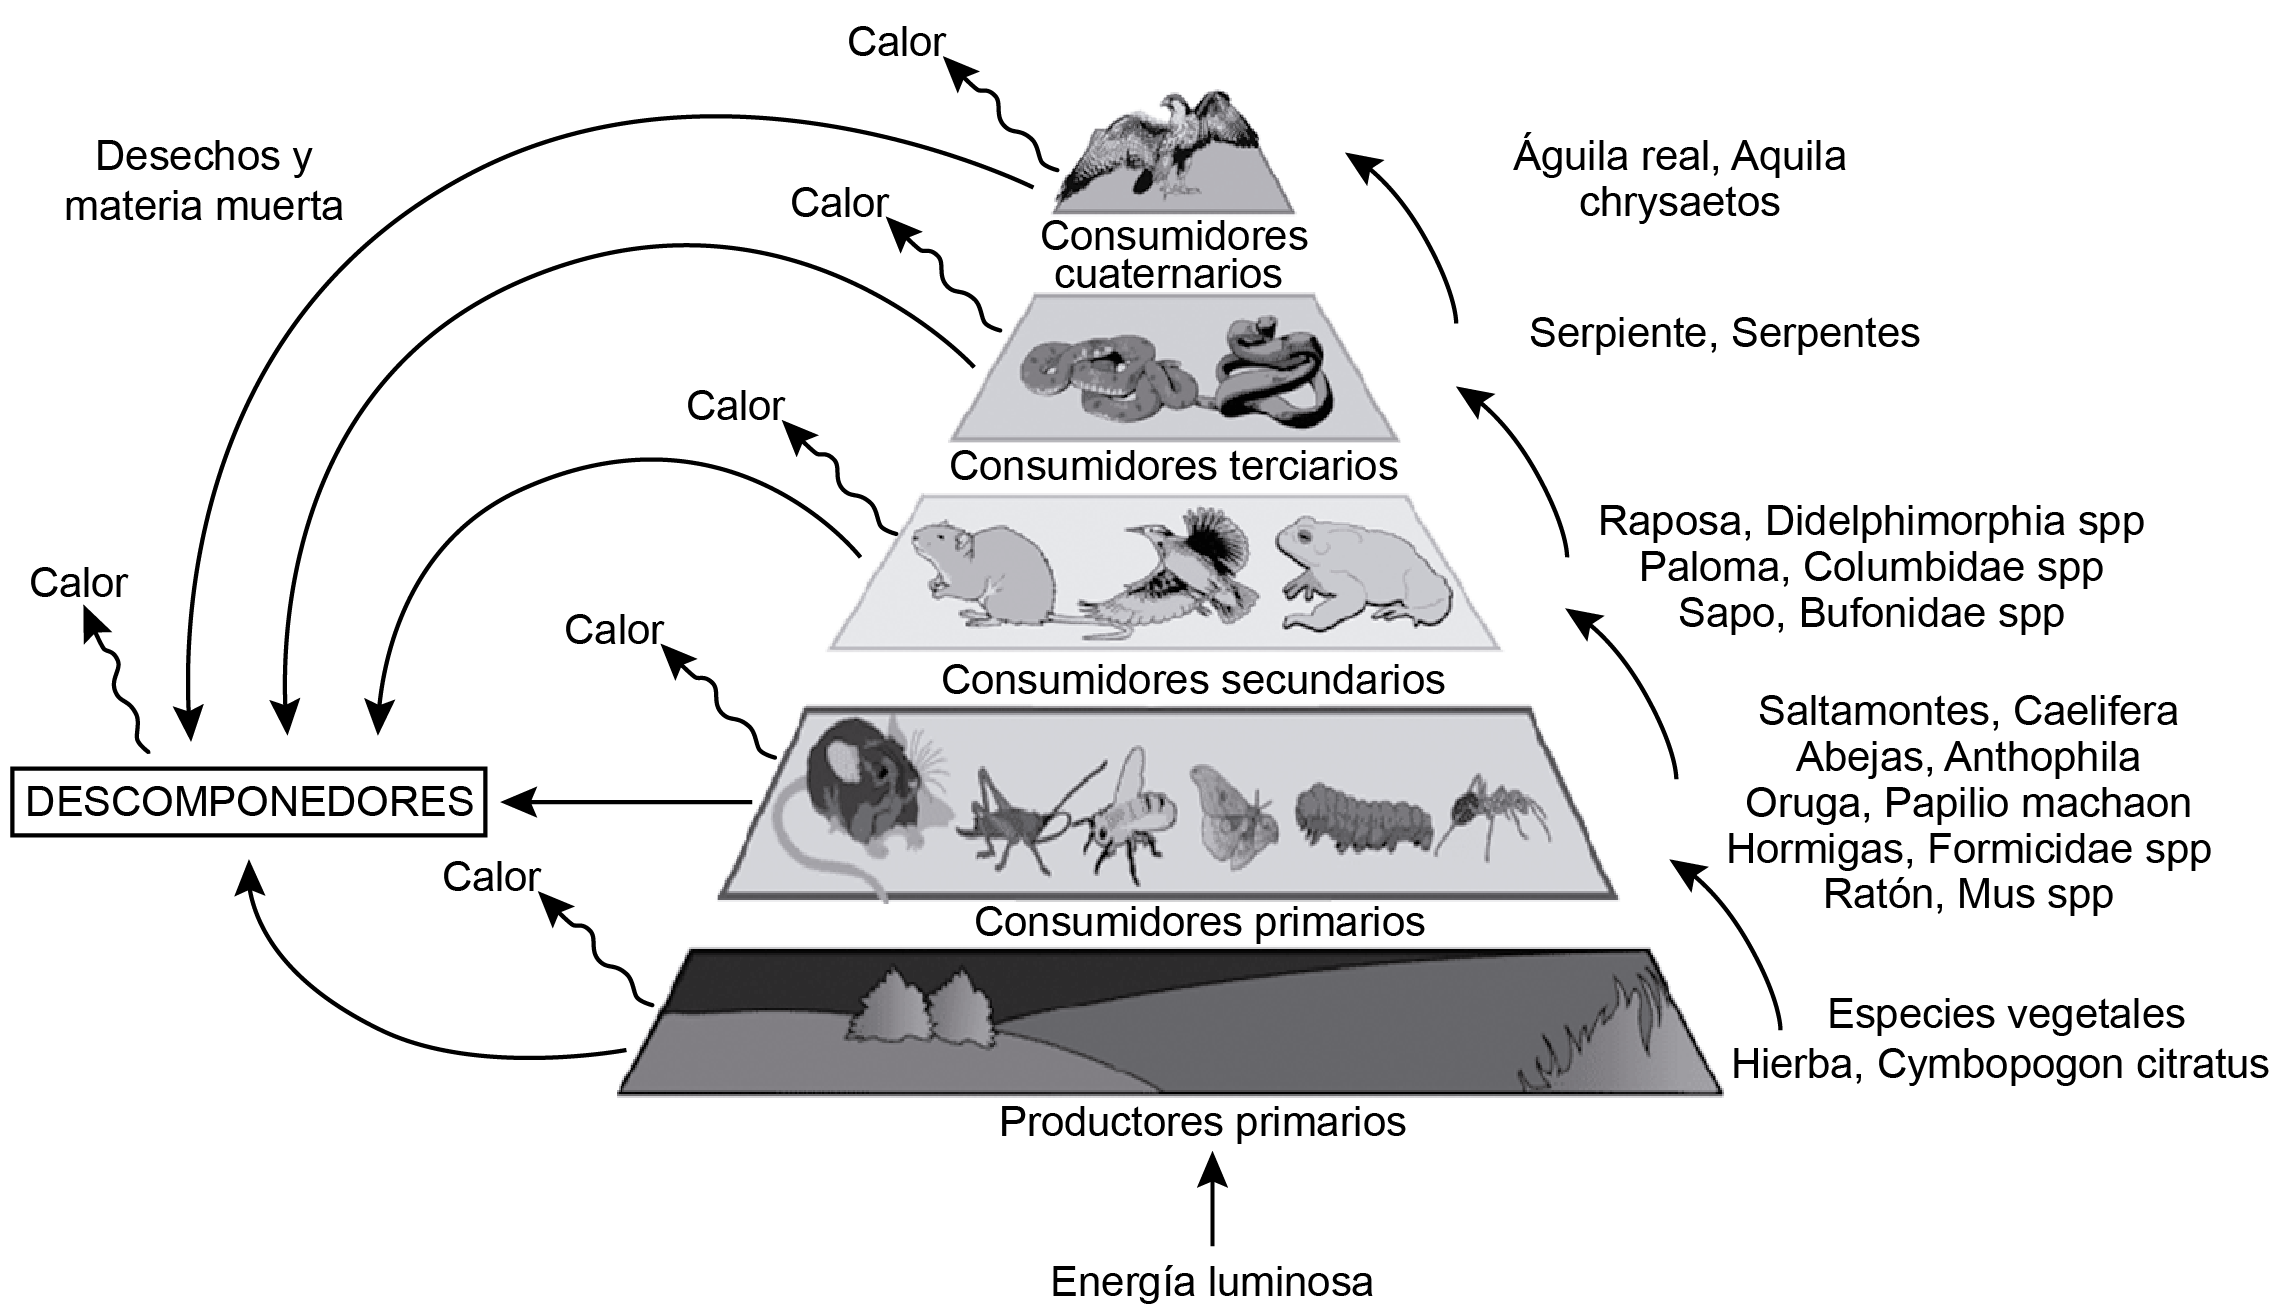 Calor
Desechos y
materia muerta
Águila real, Aquila
chrysaetos
Calor
Consumidores
cuaternarios
Serpiente, Serpentes
Calor
Consumidores terciarios
Raposa, Didelphimorphia spp
Paloma, Columbidae spp
Sapo, Bufonidae spp
Calor
Calor
Consumidores secundarios
Saltamontes, Caelifera
Abejas, Anthophila
Oruga, Papilio machaon
Hormigas, Formicidae spp
Ratón, Mus spp
DESCOMPONEDORES
Calor
Consumidores primarios
Especies vegetales
Hierba, Cymbopogon citratus
Productores primarios
Energía luminosa